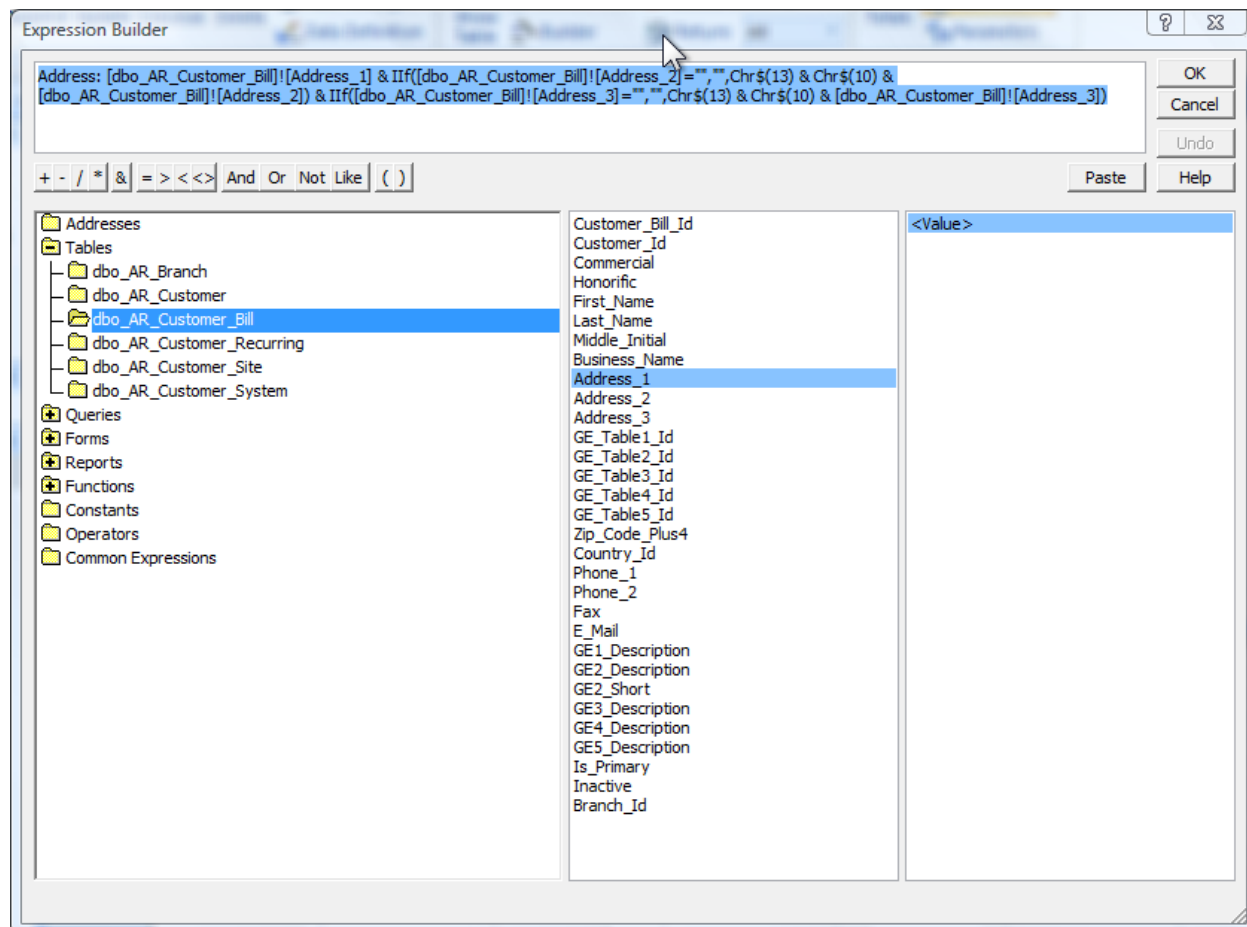 Expression Builder
Address: [dbo_AR_Customer_Bill]![Address_1] & IIf([dbo_AR_Customer_Bill]![Address_2]="","",Chr$(13) & Chr$(10) &
[dbo_AR_Customer_Bill]![Address_2]) & IIf([dbo_AR_Customer_Bill]![Address_3]="","",Chr$(13) & Chr$(10) & [dbo_AR_Customer_Bill]![Address_3])
OK
Cancel
Undo
+ - / * & = > < <> And Or Not Like ( )
Paste
Help
Addresses
Tables
dbo_AR_Branch
dbo_AR_Customer
dbo_AR_Customer_Bill
dbo_AR_Customer_Recurring
dbo_AR_Customer_Site
dbo_AR_Customer_System
Queries
Forms
Reports
Functions
Constants
Operators
Common Expressions
Customer_Bill_Id
Customer_Id
Commercial
Honorific
First_Name
Last_Name
Middle_Initial
Business_Name
Address_1
Address_2
Address_3
GE_Table1_Id
GE_Table2_Id
GE_Table3_Id
GE_Table4_Id
GE_Table5_Id
Zip_Code_Plus4
Country_Id
Phone_1
Phone_2
Fax
E_Mail
GE1_Description
GE2_Description
GE2_Short
GE3_Description
GE4_Description
GE5_Description
Is_Primary
Inactive
Branch_Id
<Value>